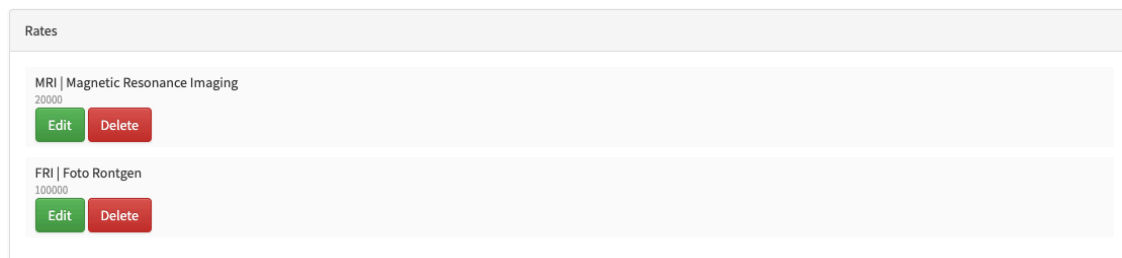 Rates
MRI | Magnetic Resonance Imaging
20000
Edit Delete
FRI | Foto Rontgen
100000
Edit Delete